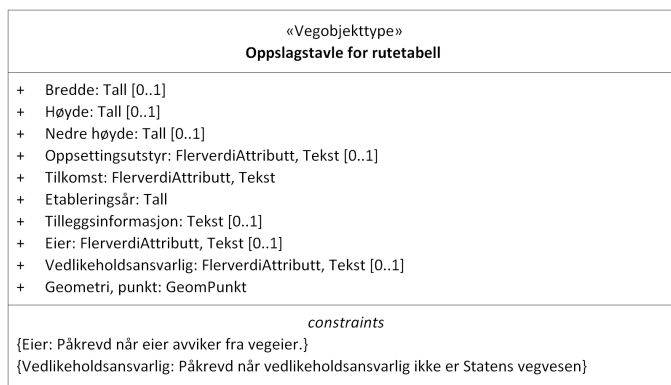 «Vegobjekttype»
Oppslagstavle for rutetabell
+ Bredde: Tall [0..1]
+ Høyde: Tall [0..1]
+ Nedre høyde: Tall [0..1]
+ Oppsettingsutstyr: FlerverdiAttributt, Tekst [0..1]
+ Tilkomst: FlerverdiAttributt, Tekst
+ Etableringsår: Tall
+ Tilleggsinformasjon: Tekst [0..1]
+ Eier: FlerverdiAttributt, Tekst [0..1]
+ Vedlikeholdsansvarlig: FlerverdiAttributt, Tekst [0..1]
+ Geometri, punkt: GeomPunkt
constraints
{Eier: Påkrevd når eier avviker fra vegeier.}
{Vedlikeholdsansvarlig: Påkrevd når vedlikeholdsansvarlig ikke er Statens vegvesen}